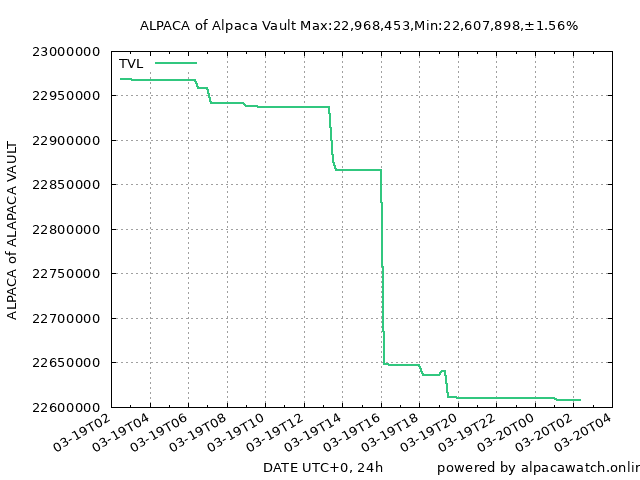 ALPACA of Alpaca Vault Max:22,968,453,Min:22,607,898,±1.56%
TVL
23000000
22950000
22900000
22850000
22800000
22750000
22700000
22650000
22600000
ALPACA of ALAPACA VAULT
03-19T02
03-19T04
03-19T06
03-19T08
03-19T10
03-19T12
03-19T14
03-19T16
03-19T18
03-19T20
03-19T22
03-20T00
03-20T02
03-20T04
DATE UTC+0, 24h
powered by alpacawatch.onlin